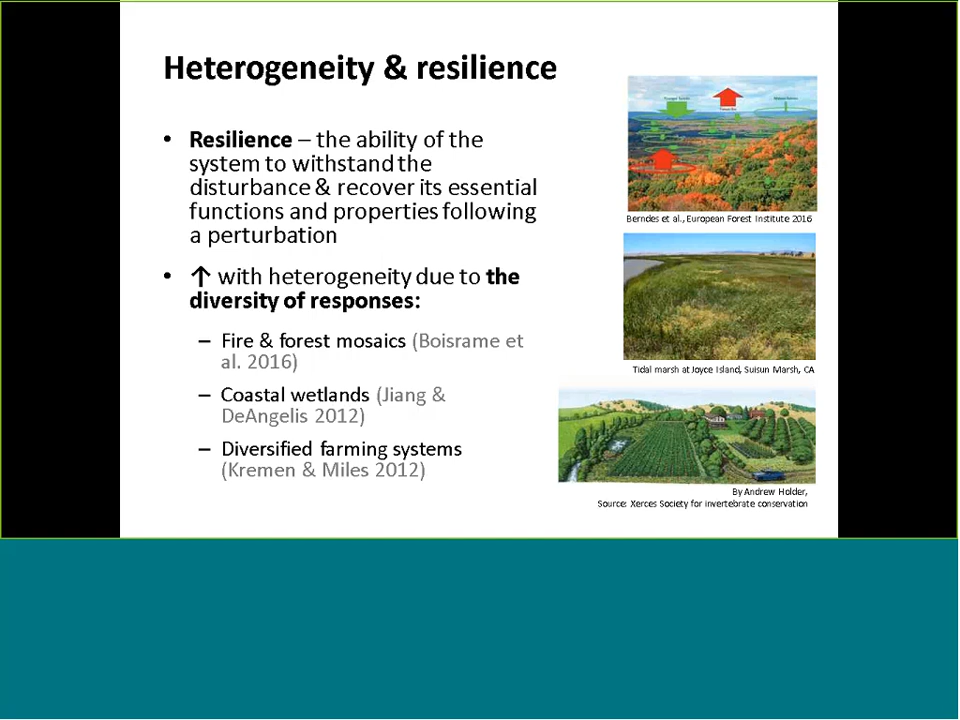 Heterogeneity & resilience
• Resilience – the ability of the
system to withstand the
disturbance & recover its essential
functions and properties following
a perturbation
• ↑ with heterogeneity due to the
diversity of responses:
– Fire & forest mosaics (Boisrame et
al. 2016)
– Coastal wetlands (Jiang &
DeAngelis 2012)
– Diversified farming systems
(Kremen & Miles 2012)
Berndes et al., European Forest Institute 2016
Tidal marsh at Joyce Island, Suisun Marsh, CA
By Andrew Holder,
Source: Xerces Society for invertebrate conservation